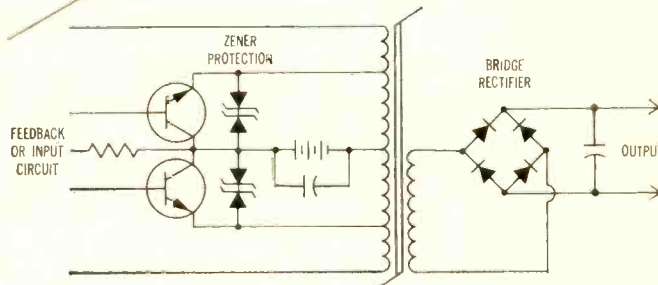 ZENER
PROTECTION
BRIDGE
RECTIFIER
FEEDBACK
OR INPUT
CIRCUIT
OUTPUT